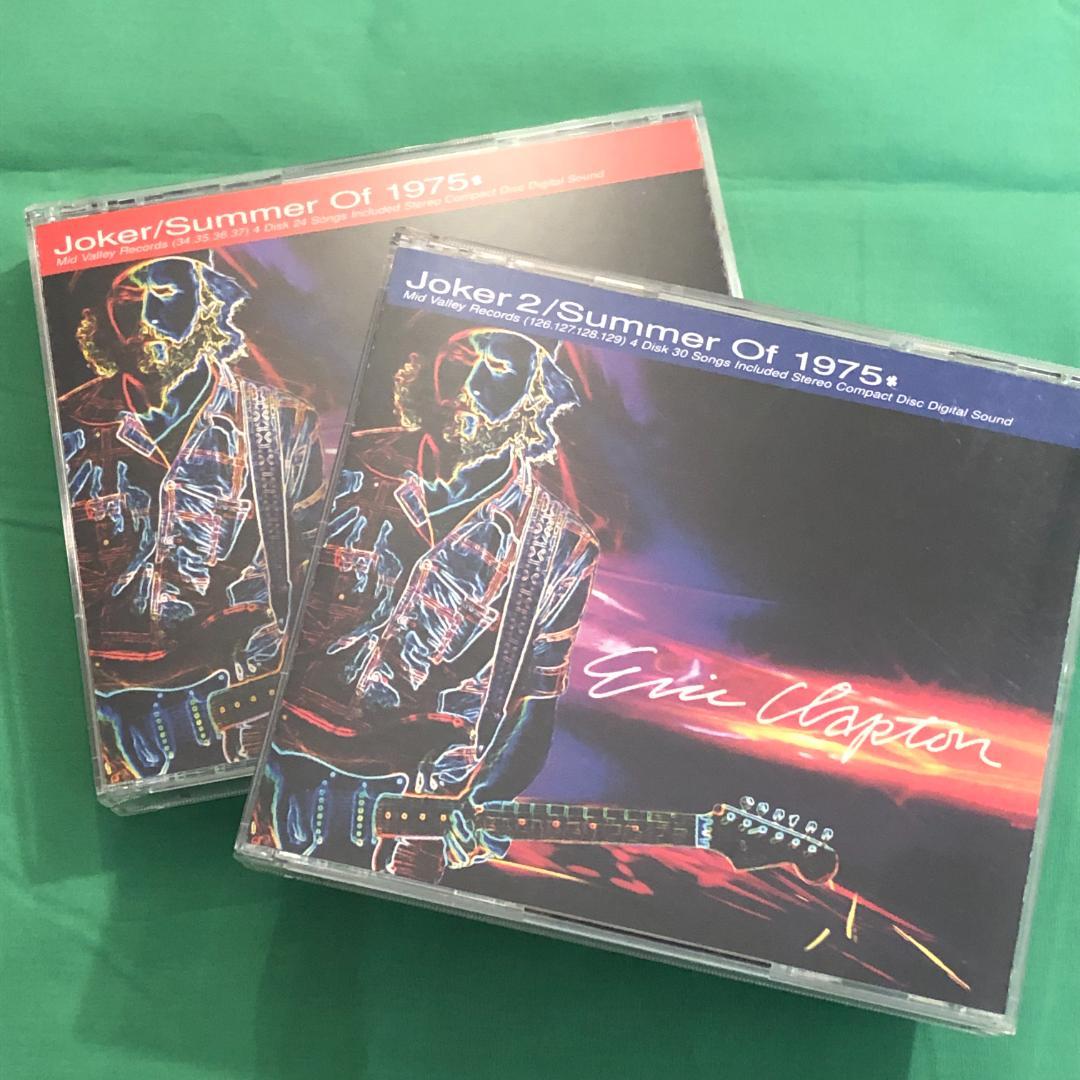 Joker/Summer Of 1975
Mid Valley Records (34.35.36.37) 4 Disk 24 Songs Included Stereo Compact Disc Digital Sound
Joker 2/Summer Of 1975
Mid Valley Records (126.127.128.129) 4 Disk 30 Songs Included Stereo Compact Disc Digital Sound
Eric Clapton